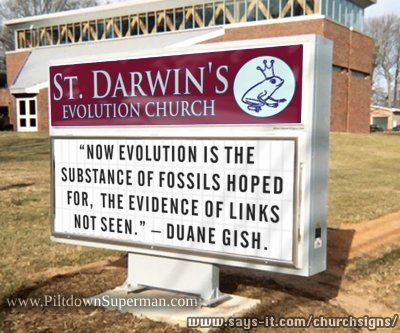 ST. DARWIN'S
EVOLUTION CHURCH
"NOW EVOLUTION IS THE
SUBSTANCE OF FOSSILS HOPED
FOR, THE EVIDENCE OF LINKS
NOT SEEN." – DUANE GISH.
www.PiltdownSuperman.com
www.says-it.com/churchsigns/